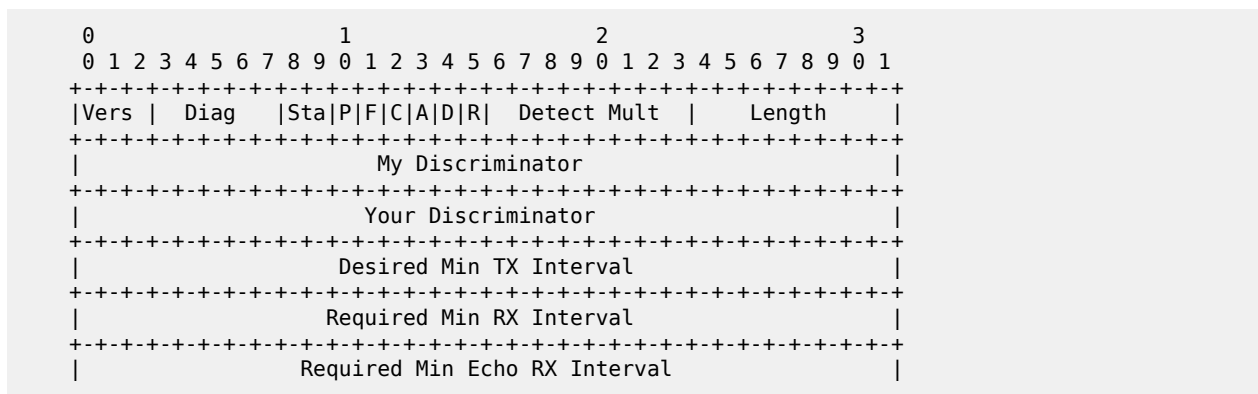 0                   1                   2                   3
 0 1 2 3 4 5 6 7 8 9 0 1 2 3 4 5 6 7 8 9 0 1 2 3 4 5 6 7 8 9 0 1
+-+-+-+-+-+-+-+-+-+-+-+-+-+-+-+-+-+-+-+-+-+-+-+-+-+-+-+-+-+-+-+-+
|Vers |  Diag   |Sta|P|F|C|A|D|R|  Detect Mult  |    Length     |
+-+-+-+-+-+-+-+-+-+-+-+-+-+-+-+-+-+-+-+-+-+-+-+-+-+-+-+-+-+-+-+-+
|                       My Discriminator                        |
+-+-+-+-+-+-+-+-+-+-+-+-+-+-+-+-+-+-+-+-+-+-+-+-+-+-+-+-+-+-+-+-+
|                      Your Discriminator                       |
+-+-+-+-+-+-+-+-+-+-+-+-+-+-+-+-+-+-+-+-+-+-+-+-+-+-+-+-+-+-+-+-+
|                    Desired Min TX Interval                    |
+-+-+-+-+-+-+-+-+-+-+-+-+-+-+-+-+-+-+-+-+-+-+-+-+-+-+-+-+-+-+-+-+
|                   Required Min RX Interval                    |
+-+-+-+-+-+-+-+-+-+-+-+-+-+-+-+-+-+-+-+-+-+-+-+-+-+-+-+-+-+-+-+-+
|                 Required Min Echo RX Interval                 |